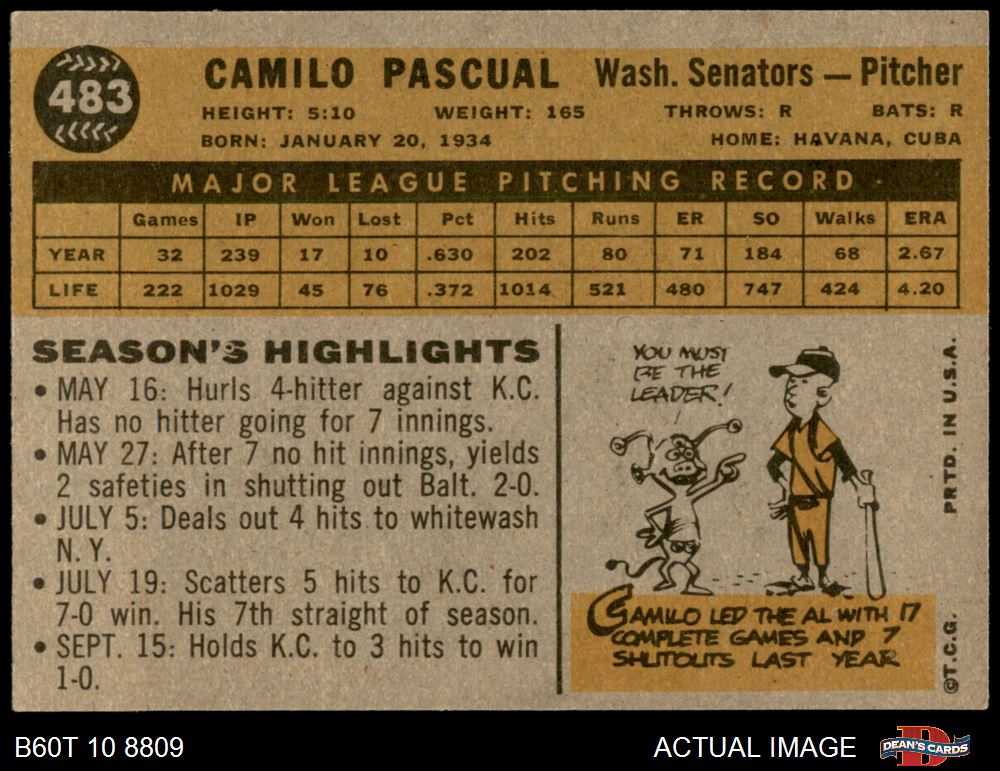 483
CAMILO PASCUAL Wash. Senators — Pitcher
HEIGHT: 5:10 WEIGHT: 165 THROWS: R BATS: R
BORN: JANUARY 20, 1934 HOME: HAVANA, CUBA
MAJOR LEAGUE PITCHING RECORD
Games IP Won Lost Pct Hits Runs ER SO Walks ERA
YEAR 32 239 17 10 .630 202 80 71 184 68 2.67
LIFE 222 1029 45 76 .372 1014 521 480 747 424 4.20
SEASON'S HIGHLIGHTS
• MAY 16: Hurls 4-hitter against K.C.
Has no hitter going for 7 innings.
• MAY 27: After 7 no hit innings, yields
2 safeties in shutting out Balt. 2-0.
• JULY 5: Deals out 4 hits to whitewash
N. Y.
• JULY 19: Scatters 5 hits to K.C. for
7-0 win. His 7th straight of season.
• SEPT. 15: Holds K.C. to 3 hits to win
1-0.
YOU MUST
BE THE
LEADER!
CAMILO LED THE AL WITH 17
COMPLETE GAMES AND 7
SHUTOUTS LAST YEAR
©T.C.G. PRTD. IN U.S.A.
B60T 10 8809 ACTUAL IMAGE DEAN'S CARDS